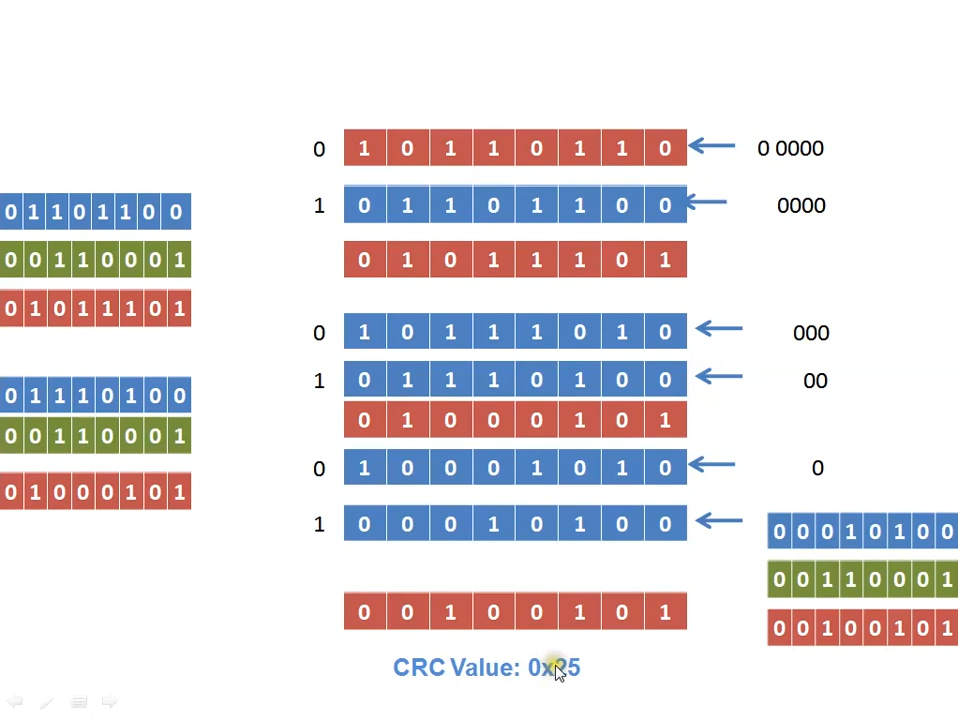 0 1 0 1 1 0 1 1 0 0 0000
1 0 1 1 0 1 1 0 0 0000
0 1 1 0 1 1 0 0
0 0 1 1 0 0 0 1
0 1 0 1 1 1 0 1
0 1 0 1 1 1 0 1
0 1 0 1 1 1 0 1 0 000
1 0 1 1 1 0 1 0 0 00
0 1 1 1 0 1 0 0
0 1 0 0 0 1 0 1
0 0 1 1 0 0 0 1
0 1 0 0 0 1 0 1 0 0
0 1 0 0 0 1 0 1
1 0 0 0 1 0 1 0 0
0 0 0 1 0 1 0 0
0 0 1 1 0 0 0 1
0 0 1 0 0 1 0 1
0 0 1 0 0 1 0 1
CRC Value: 0x25